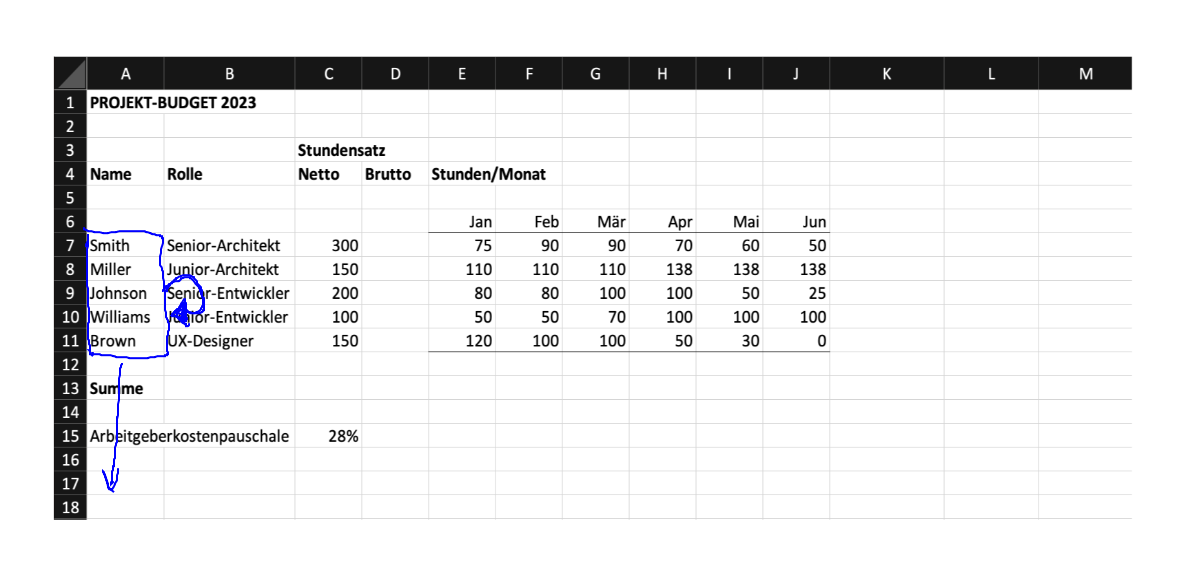 A B C D E F G H I J K L M
1 PROJEKT-BUDGET 2023
2
3 Stundensatz
4 Name Rolle Netto Brutto Stunden/Monat
5
6 Jan Feb Mär Apr Mai Jun
7 Smith Senior-Architekt 300 75 90 90 70 60 50
8 Miller Junior-Architekt 150 110 110 110 138 138 138
9 Johnson Senior-Entwickler 200 80 80 100 100 50 25
10 Williams Junior-Entwickler 100 50 50 70 100 100 100
11 Brown UX-Designer 150 120 100 100 50 30 0
12
13 Summe
14
15 Arbeitgeberkostenpauschale 28%
16
17
18